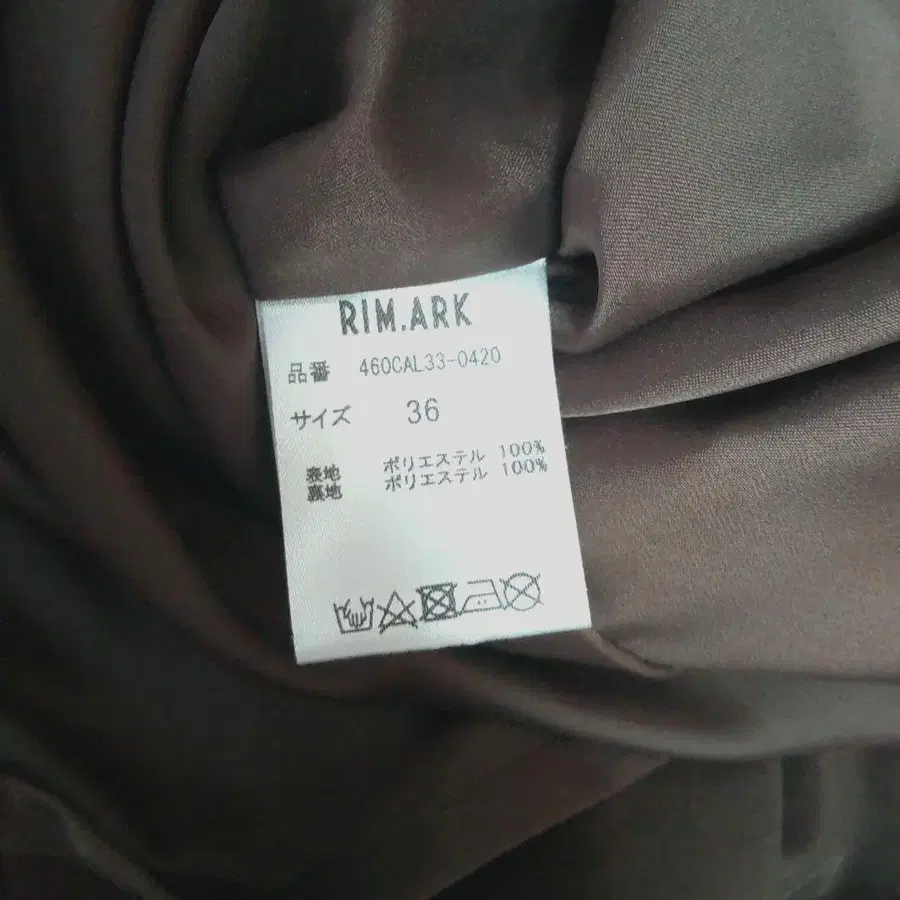 RIM.ARK
品番 460CAL33-0420
サイズ 36
表地 ポリエステル 100%
裏地 ポリエステル 100%